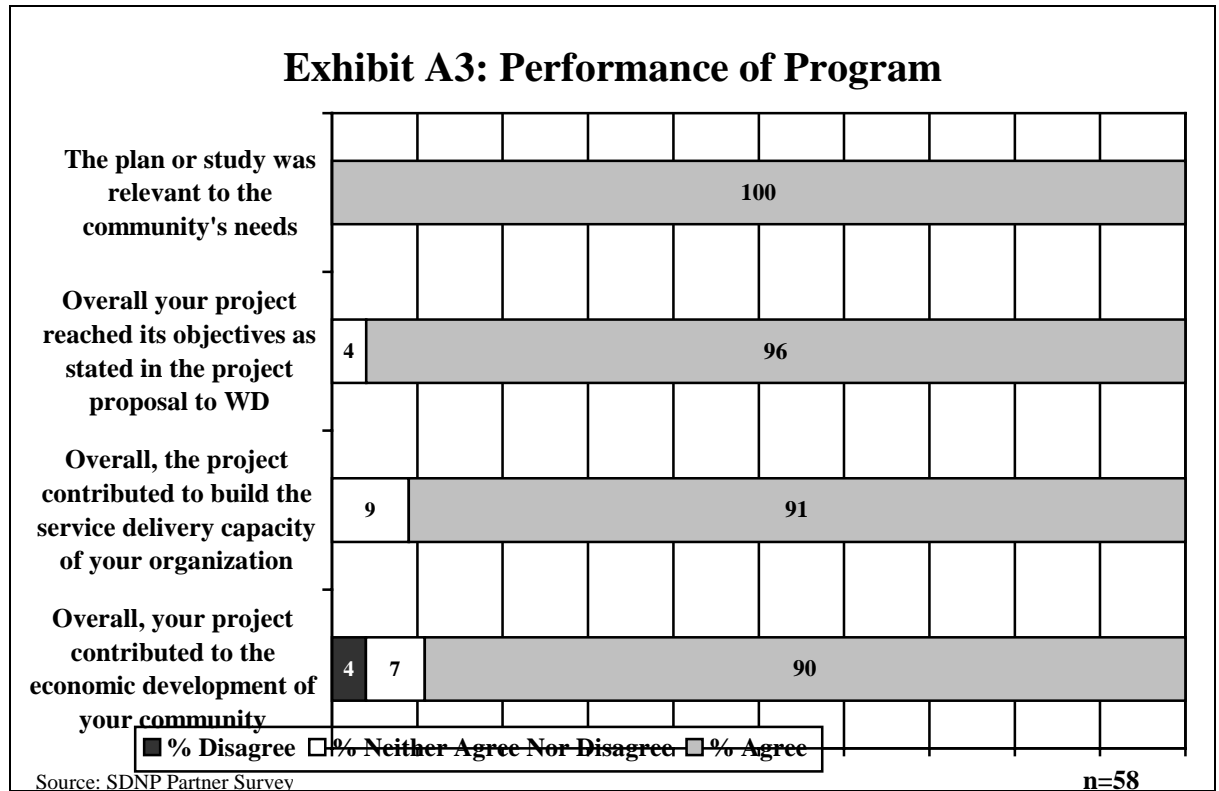 Exhibit A3: Performance of Program
The plan or study was
relevant to the
community's needs
100
Overall your project
reached its objectives as
stated in the project
proposal to WD
4
96
Overall, the project
contributed to build the
service delivery capacity
of your organization
9
91
Overall, your project
contributed to the
economic development of
your community
4
7
90
% Disagree % Neither Agree Nor Disagree % Agree
Source: SDNP Partner Survey
n=58